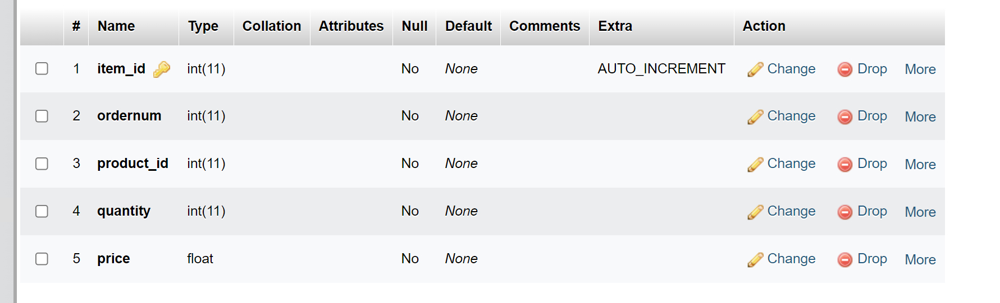 # Name Type Collation Attributes Null Default Comments Extra Action
1 item_id int(11) No None AUTO_INCREMENT Change Drop More
2 ordernum int(11) No None Change Drop More
3 product_id int(11) No None Change Drop More
4 quantity int(11) No None Change Drop More
5 price float No None Change Drop More